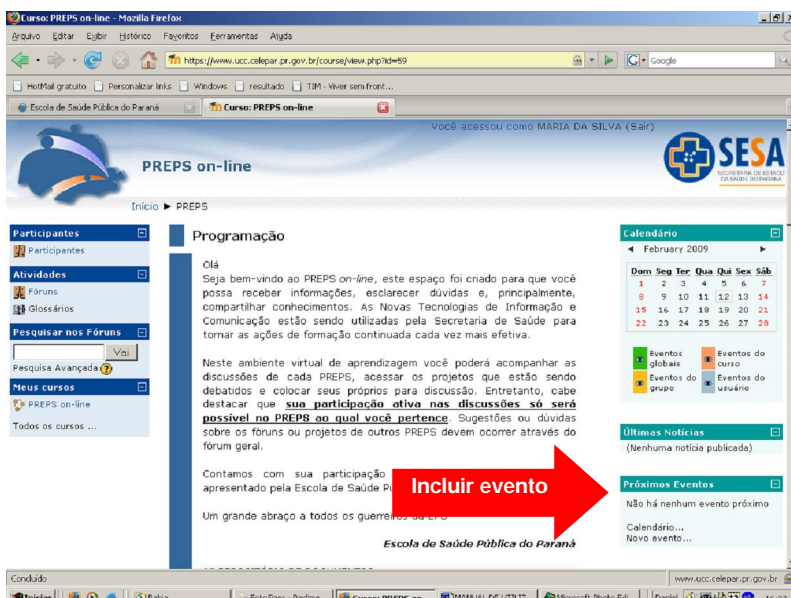 Curso: PREPS on-line - Mozilla Firefox
Arquivo Editar Exibir Histórico Favoritos Ferramentas Ajuda
https://www.ucc.celepar.pr.gov.br/course/view.php?id=59
Google
HotMail gratuito Personalizar links Windows resultado TIM - Viver sem front...
Escola de Saúde Pública do Paraná
Curso: PREPS on-line
Você acessou como MARIA DA SILVA (Sair)
PREPS on-line
SESA
SECRETARIA DE ESTADO
DA SAÚDE DO PARANÁ
Início ► PREPS
Participantes
Participantes
Atividades
Fóruns
Glossários
Pesquisar nos Fóruns
Vai
Pesquisa Avançada
Meus cursos
PREPS on-line
Todos os cursos ...
Programação
Olá
Seja bem-vindo ao PREPS on-line, este espaço foi criado para que você
possa receber informações, esclarecer dúvidas e, principalmente,
compartilhar conhecimentos. As Novas Tecnologias de Informação e
Comunicação estão sendo utilizadas pela Secretaria de Saúde para
tornar as ações de formação continuada cada vez mais efetiva.
Neste ambiente virtual de aprendizagem você poderá acompanhar as
discussões de cada PREPS, acessar os projetos que estão sendo
debatidos e colocar seus próprios para discussão. Entretanto, cabe
destacar que sua participação ativa nas discussões só será
possível no PREPS ao qual você pertence. Sugestões ou dúvidas
sobre os fóruns ou projetos de outros PREPS devem ocorrer através do
fórum geral.
Contamos com sua participação
apresentado pela Escola de Saúde
Um grande abraço a todos os guerreiros da EPS
Escola de Saúde Pública do Paraná
Incluir evento
Calendário
◄ February 2009 ►
Dom Seg Ter Qua Qui Sex Sáb
1 2 3 4 5 6 7
8 9 10 11 12 13 14
15 16 17 18 19 20 21
22 23 24 25 26 27 28
Eventos globais
Eventos do curso
Eventos do grupo
Eventos do usuário
Últimas Notícias
(Nenhuma notícia publicada)
Próximos Eventos
Não há nenhum evento próximo
Calendário...
Novo evento...
Concluído
www.ucc.celepar.pr.gov.br
Iniciar